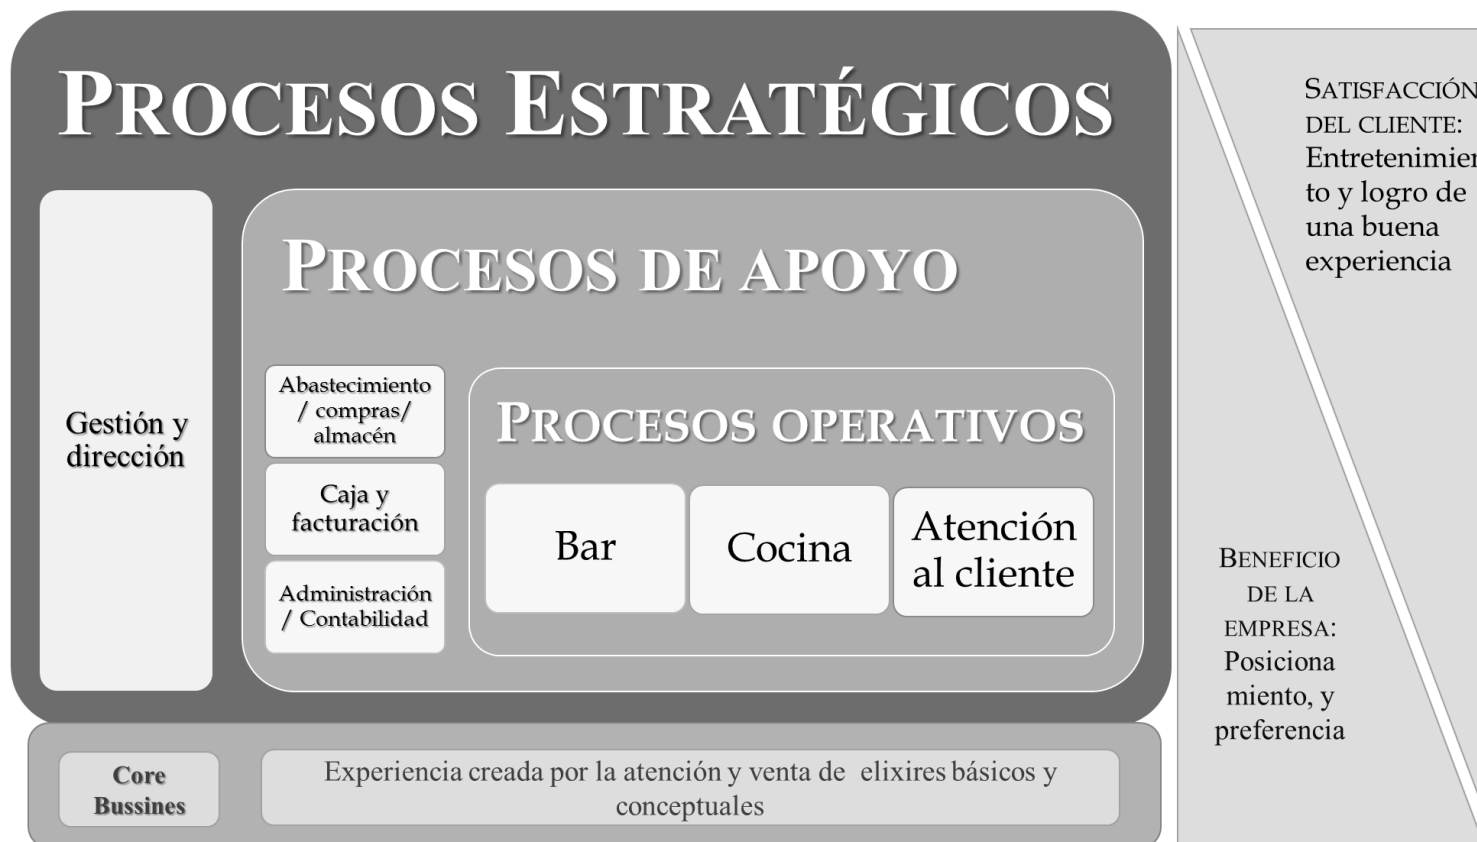 PROCESOS ESTRATÉGICOS
Gestión y
dirección
PROCESOS DE APOYO
Abastecimiento
/ compras/
almacén
Caja y
facturación
Administración
/ Contabilidad
PROCESOS OPERATIVOS
Bar
Cocina
Atención
al cliente
Core
Bussines
Experiencia creada por la atención y venta de elixires básicos y
conceptuales
SATISFACCIÓN
DEL CLIENTE:
Entretenimien
to y logro de
una buena
experiencia
BENEFICIO
DE LA
EMPRESA:
Posiciona
miento, y
preferencia